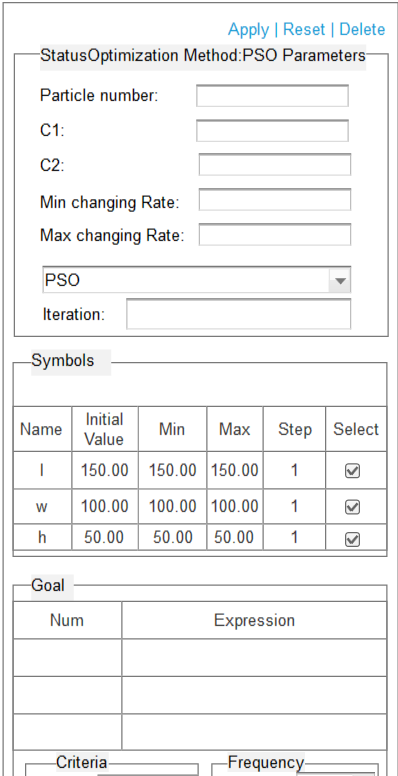 Apply | Reset | Delete
StatusOptimization Method:PSO Parameters
Particle number:
C1:
C2:
Min changing Rate:
Max changing Rate:
PSO
Iteration:
Symbols
Name Initial Value Min Max Step Select
l 150.00 150.00 150.00 1
w 100.00 100.00 100.00 1
h 50.00 50.00 50.00 1
Goal
Num Expression
Criteria Frequency